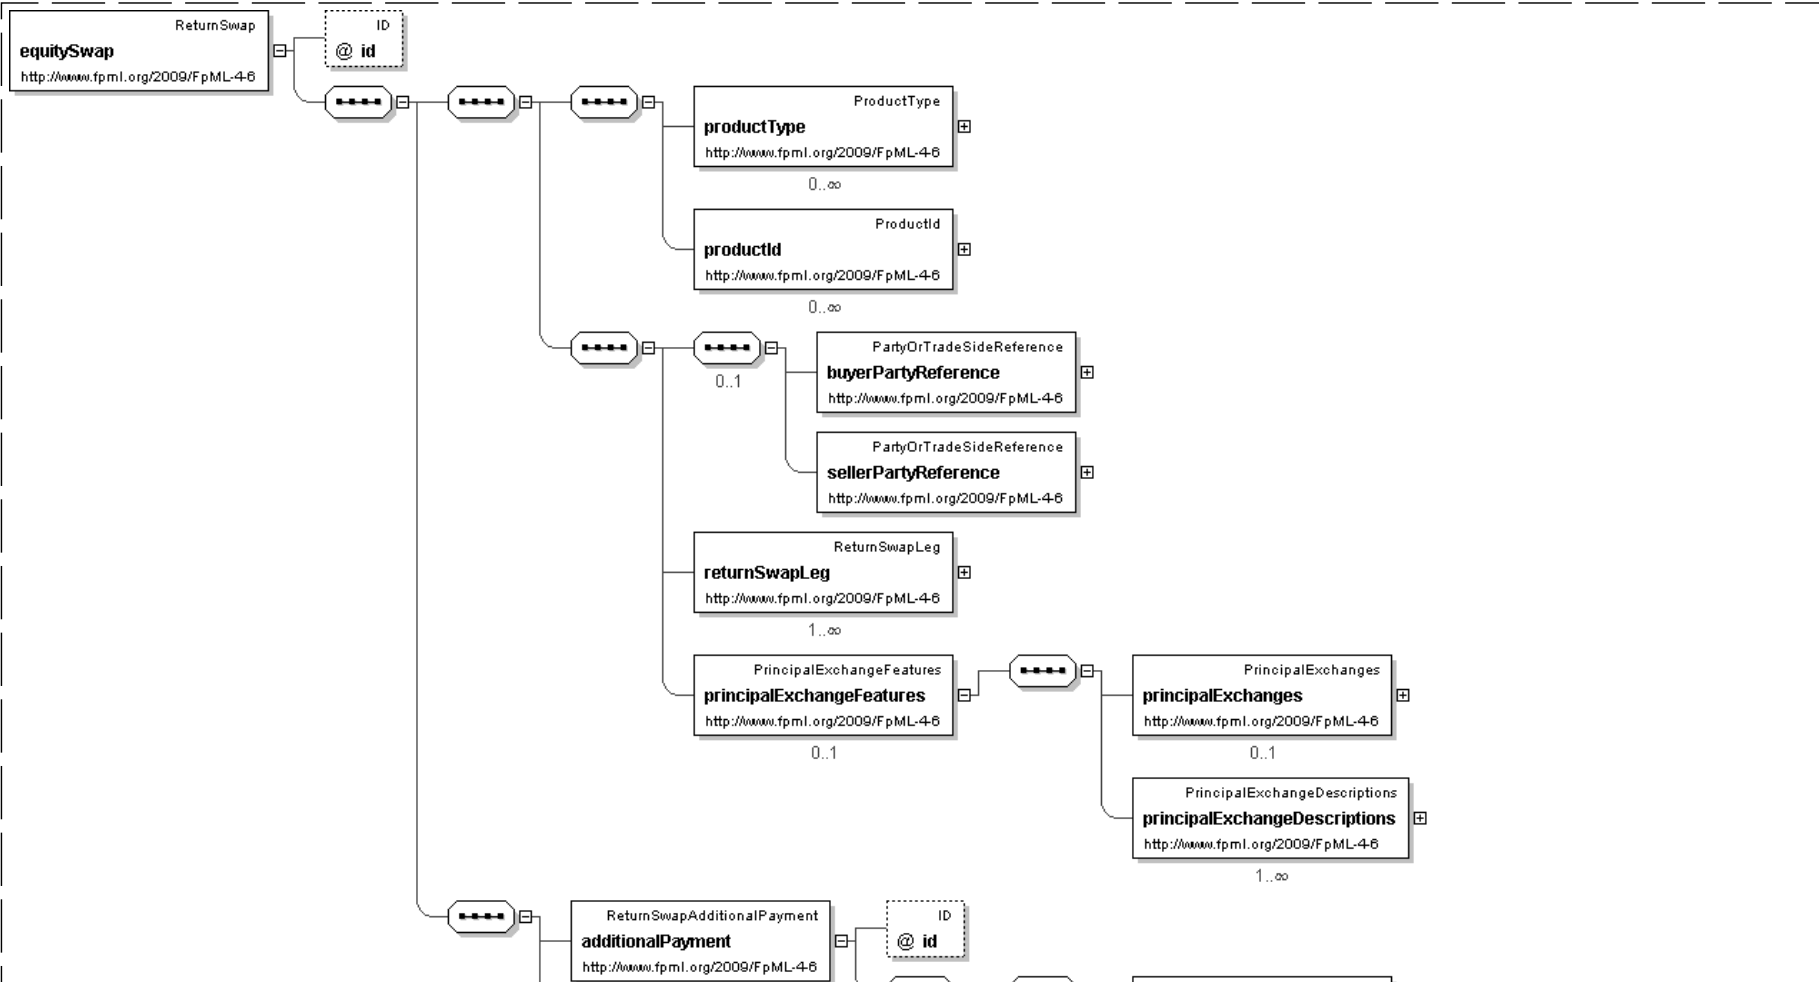 ReturnSwap
equitySwap
http://www.fpml.org/2009/FpML-4-6
ID
@ id
ProductType
productType
http://www.fpml.org/2009/FpML-4-6
0..∞
ProductId
productId
http://www.fpml.org/2009/FpML-4-6
0..∞
0..1
PartyOrTradeSideReference
buyerPartyReference
http://www.fpml.org/2009/FpML-4-6
PartyOrTradeSideReference
sellerPartyReference
http://www.fpml.org/2009/FpML-4-6
ReturnSwapLeg
returnSwapLeg
http://www.fpml.org/2009/FpML-4-6
1..∞
PrincipalExchangeFeatures
principalExchangeFeatures
http://www.fpml.org/2009/FpML-4-6
0..1
PrincipalExchanges
principalExchanges
http://www.fpml.org/2009/FpML-4-6
0..1
PrincipalExchangeDescriptions
principalExchangeDescriptions
http://www.fpml.org/2009/FpML-4-6
1..∞
ReturnSwapAdditionalPayment
additionalPayment
http://www.fpml.org/2009/FpML-4-6
ID
@ id